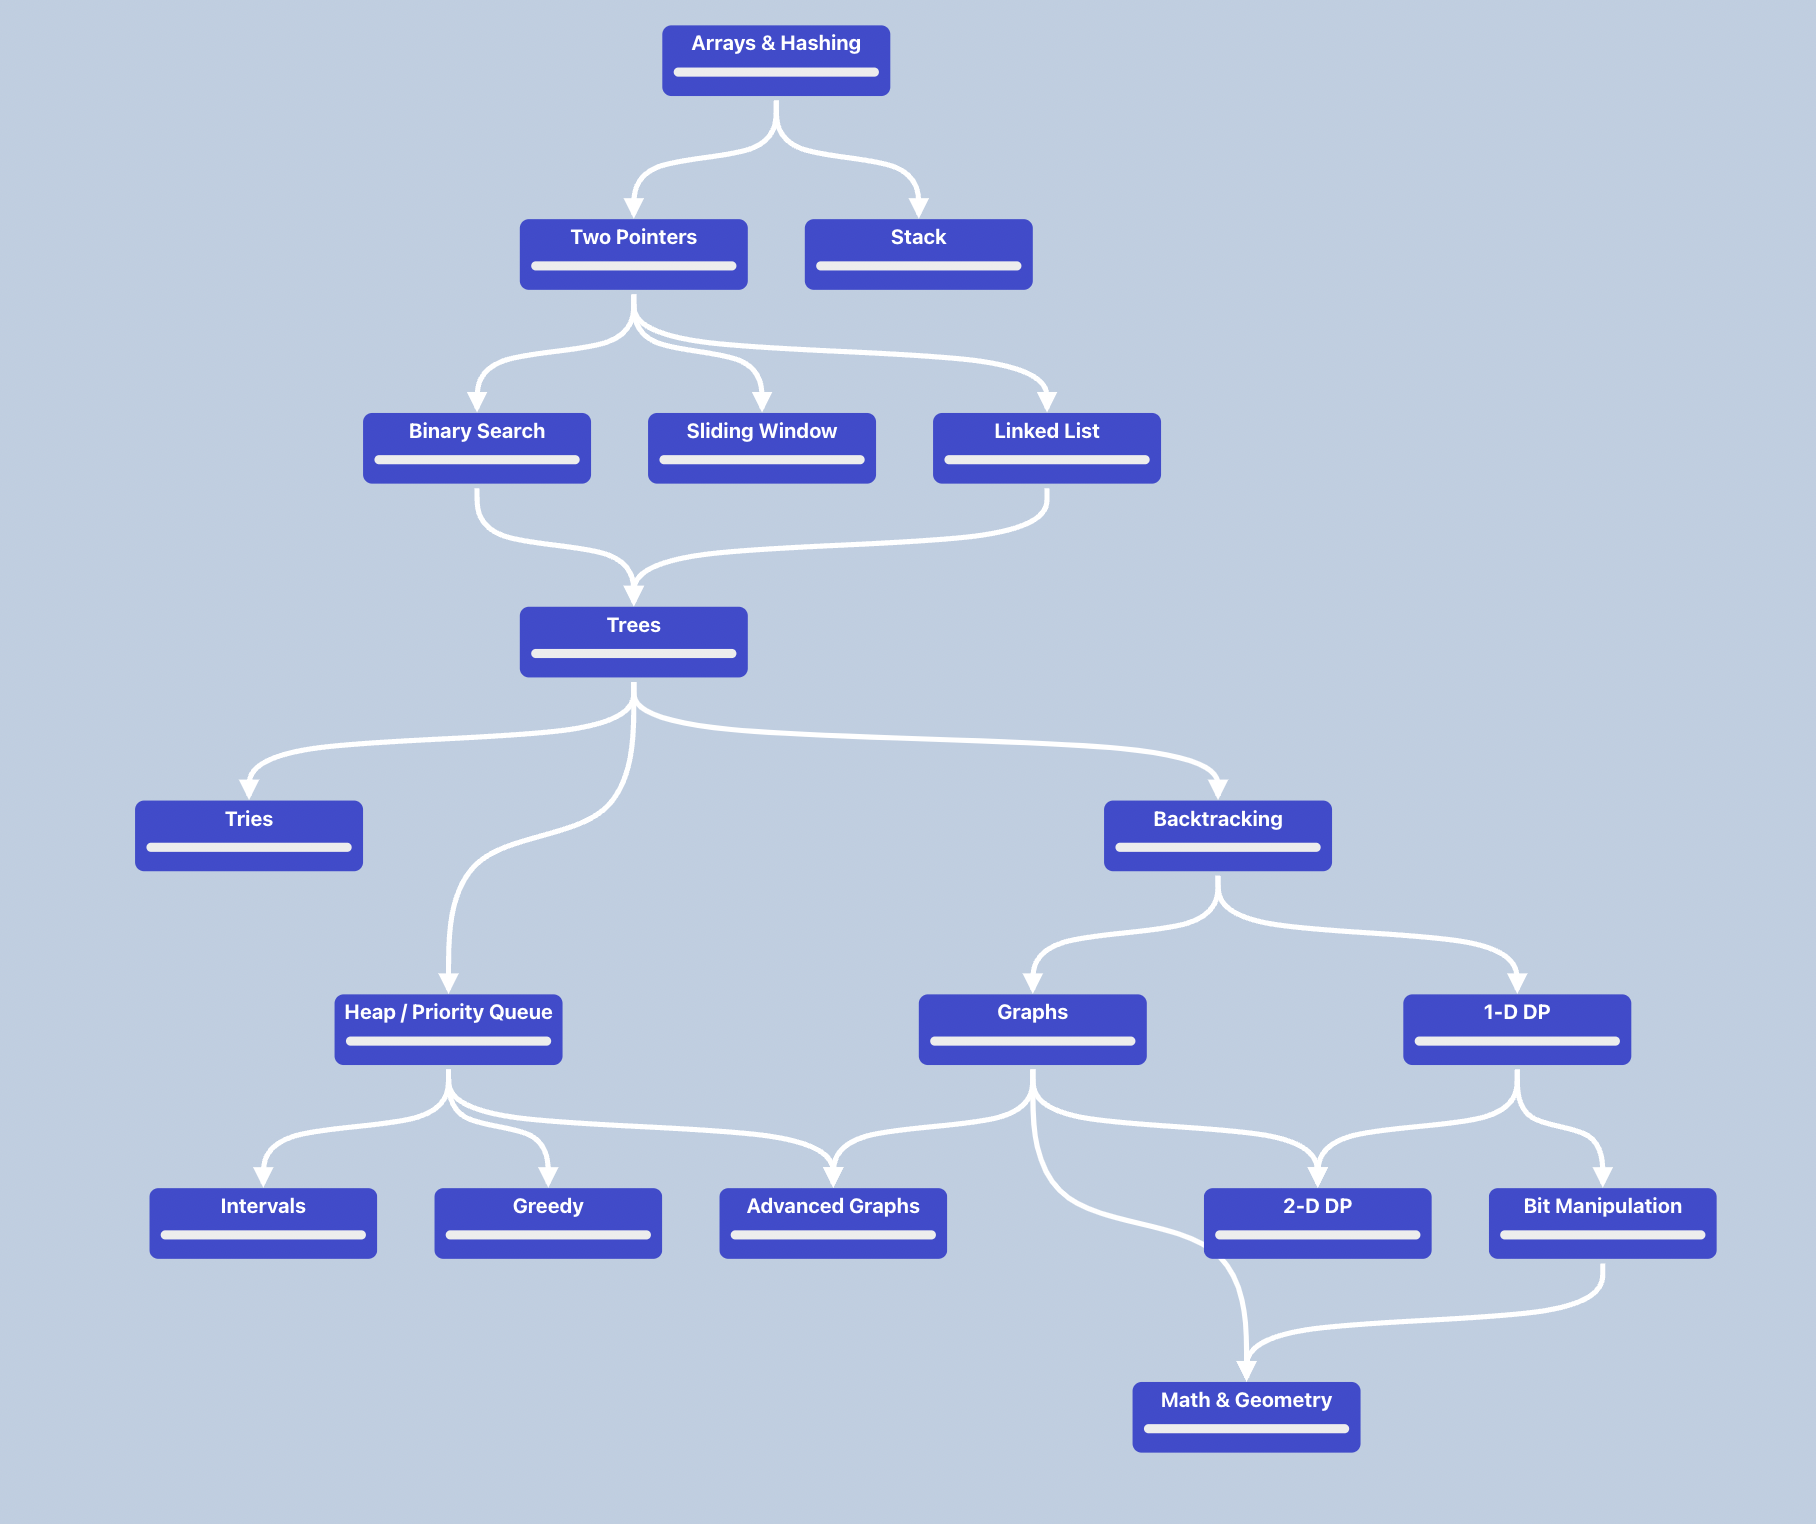 Arrays & Hashing
Two Pointers
Stack
Binary Search
Sliding Window
Linked List
Trees
Tries
Backtracking
Heap / Priority Queue
Graphs
1-D DP
Intervals
Greedy
Advanced Graphs
2-D DP
Bit Manipulation
Math & Geometry